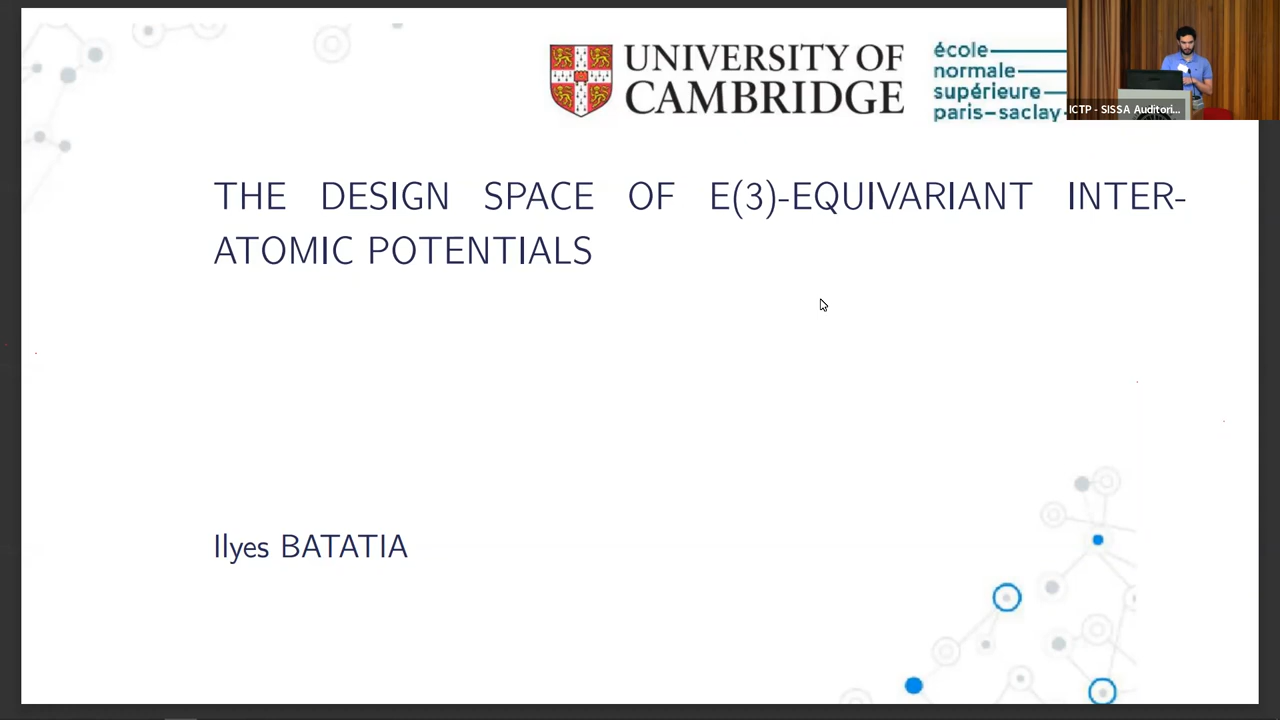 UNIVERSITY OF
CAMBRIDGE
école
normale
supérieure
paris-saclay
ICTP - SISSA Auditori...
THE DESIGN SPACE OF E(3)-EQUIVARIANT INTER-
ATOMIC POTENTIALS
Ilyes BATATIA